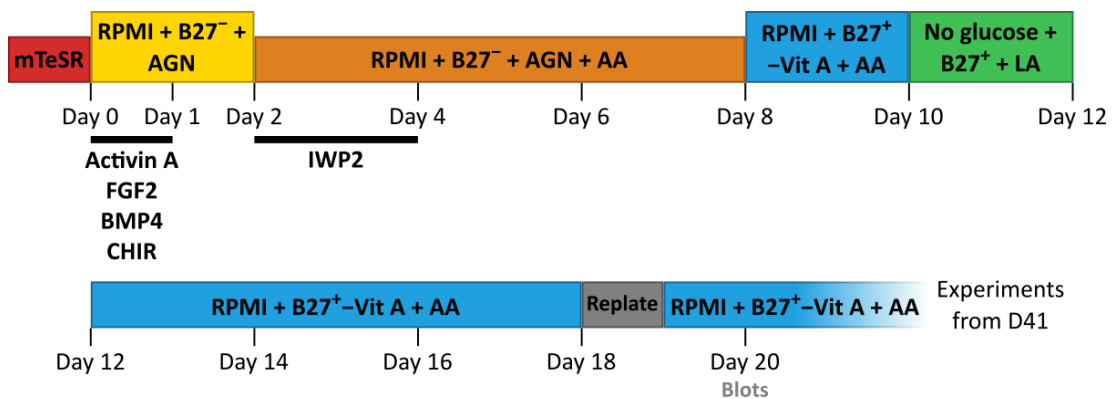 RPMI + B27⁻ +
AGN
mTeSR
RPMI + B27⁻ + AGN + AA
RPMI + B27⁺
−Vit A + AA
No glucose +
B27⁺ + LA
Day 0 Day 1 Day 2 Day 4 Day 6 Day 8 Day 10 Day 12
Activin A
FGF2
BMP4
CHIR
IWP2
RPMI + B27⁺−Vit A + AA
Replate
RPMI + B27⁺−Vit A + AA
Experiments
from D41
Day 12 Day 14 Day 16 Day 18 Day 20
Blots